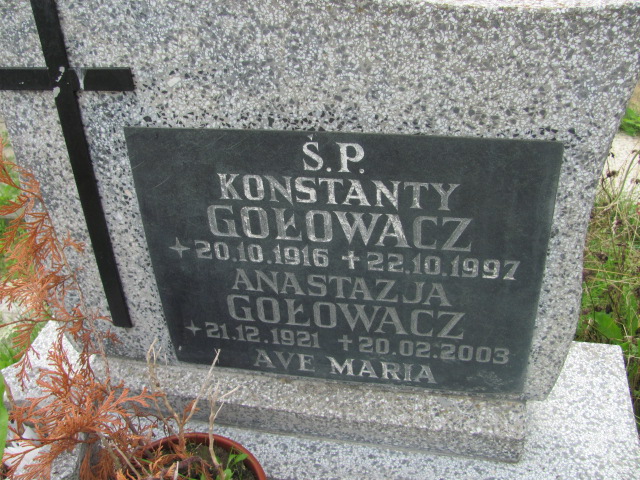 Ś.P.
KONSTANTY
GOŁOWACZ
20.10.1916 22.10.1997
ANASTAZJA
GOŁOWACZ
21.12.1921 20.02.2003
AVE MARIA